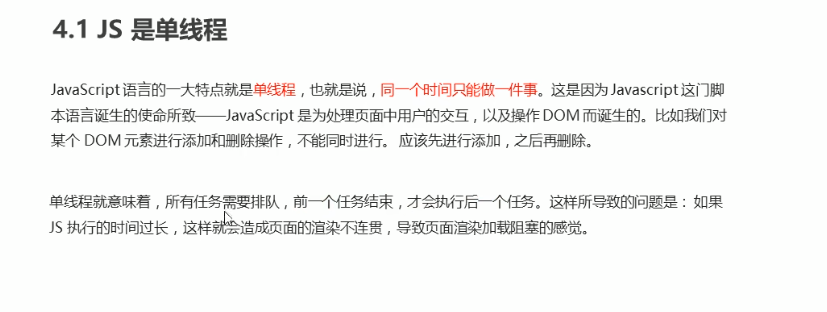 4.1 JS 是单线程
JavaScript 语言的一大特点就是单线程，也就是说，同一个时间只能做一件事。这是因为 Javascript 这门脚
本语言诞生的使命所致——JavaScript 是为处理页面中用户的交互，以及操作 DOM 而诞生的。比如我们对
某个 DOM 元素进行添加和删除操作，不能同时进行。 应该先进行添加，之后再删除。
单线程就意味着，所有任务需要排队，前一个任务结束，才会执行后一个任务。这样所导致的问题是： 如果
JS 执行的时间过长，这样就会造成页面的渲染不连贯，导致页面渲染加载阻塞的感觉。